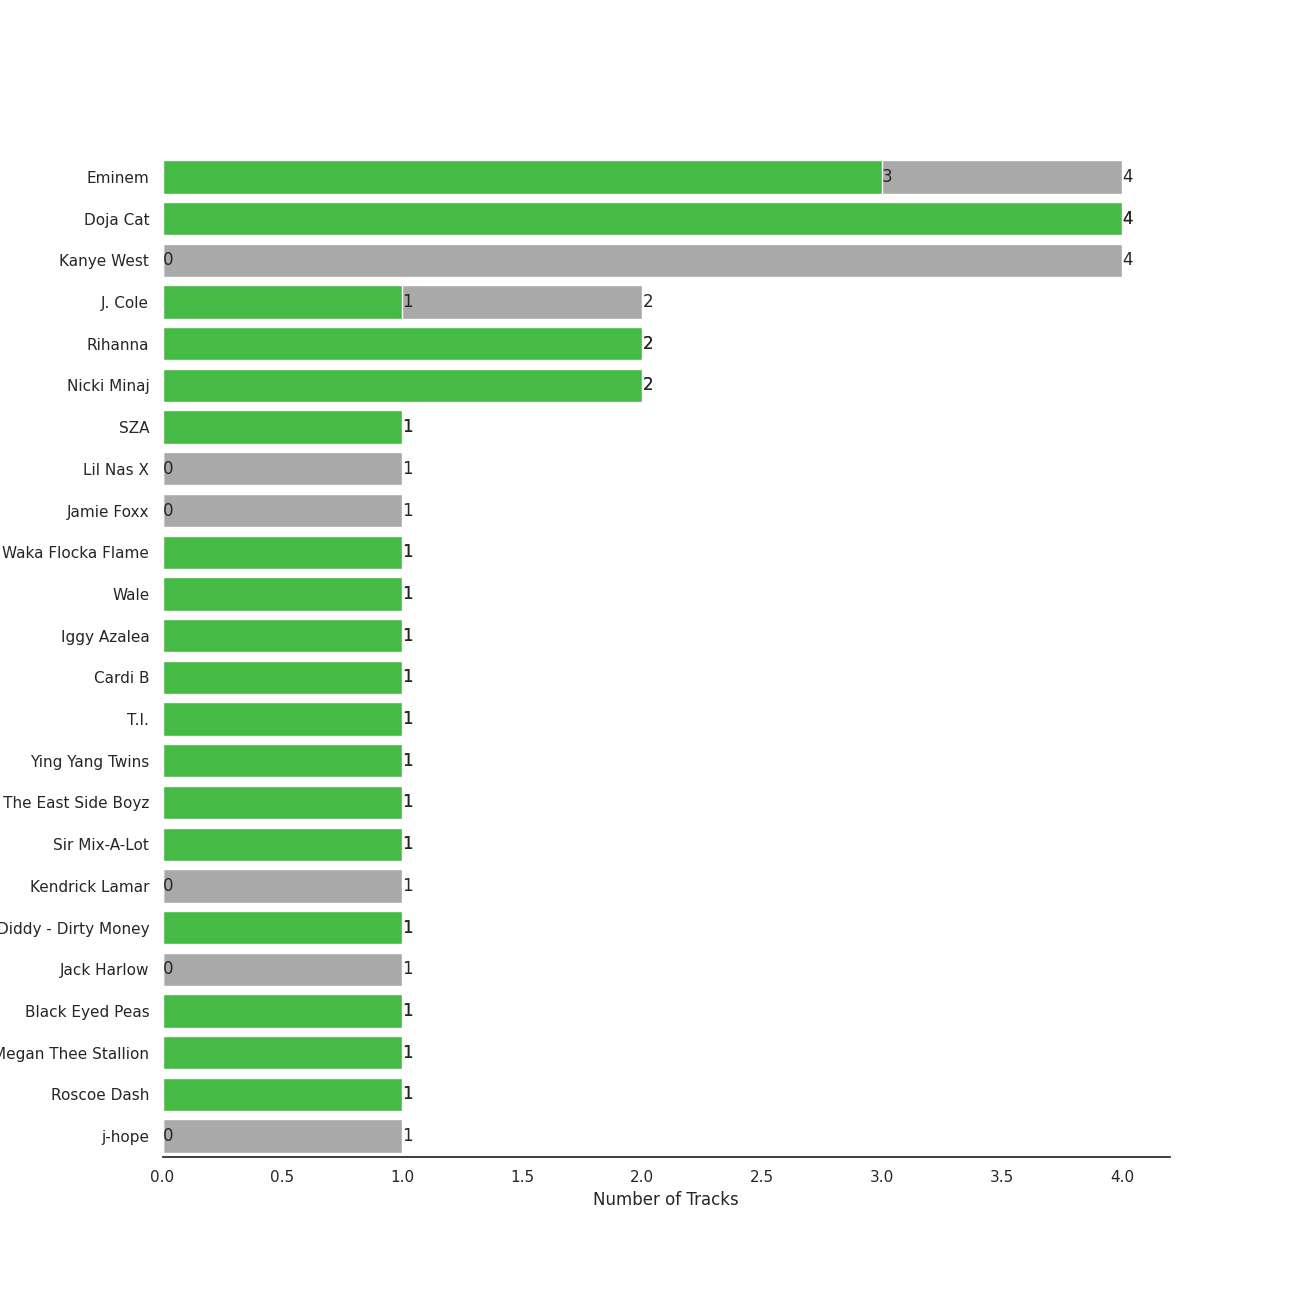 Eminem 3 4
Doja Cat 4
Kanye West 0 4
J. Cole 1 2
Rihanna 2
Nicki Minaj 2
SZA 1
Lil Nas X 0 1
Jamie Foxx 0 1
Waka Flocka Flame 1
Wale 1
Iggy Azalea 1
Cardi B 1
T.I. 1
Ying Yang Twins 1
The East Side Boyz 1
Sir Mix-A-Lot 1
Kendrick Lamar 0 1
Diddy - Dirty Money 1
Jack Harlow 0 1
Black Eyed Peas 1
Megan Thee Stallion 1
Roscoe Dash 1
j-hope 0 1
0.0 0.5 1.0 1.5 2.0 2.5 3.0 3.5 4.0
Number of Tracks